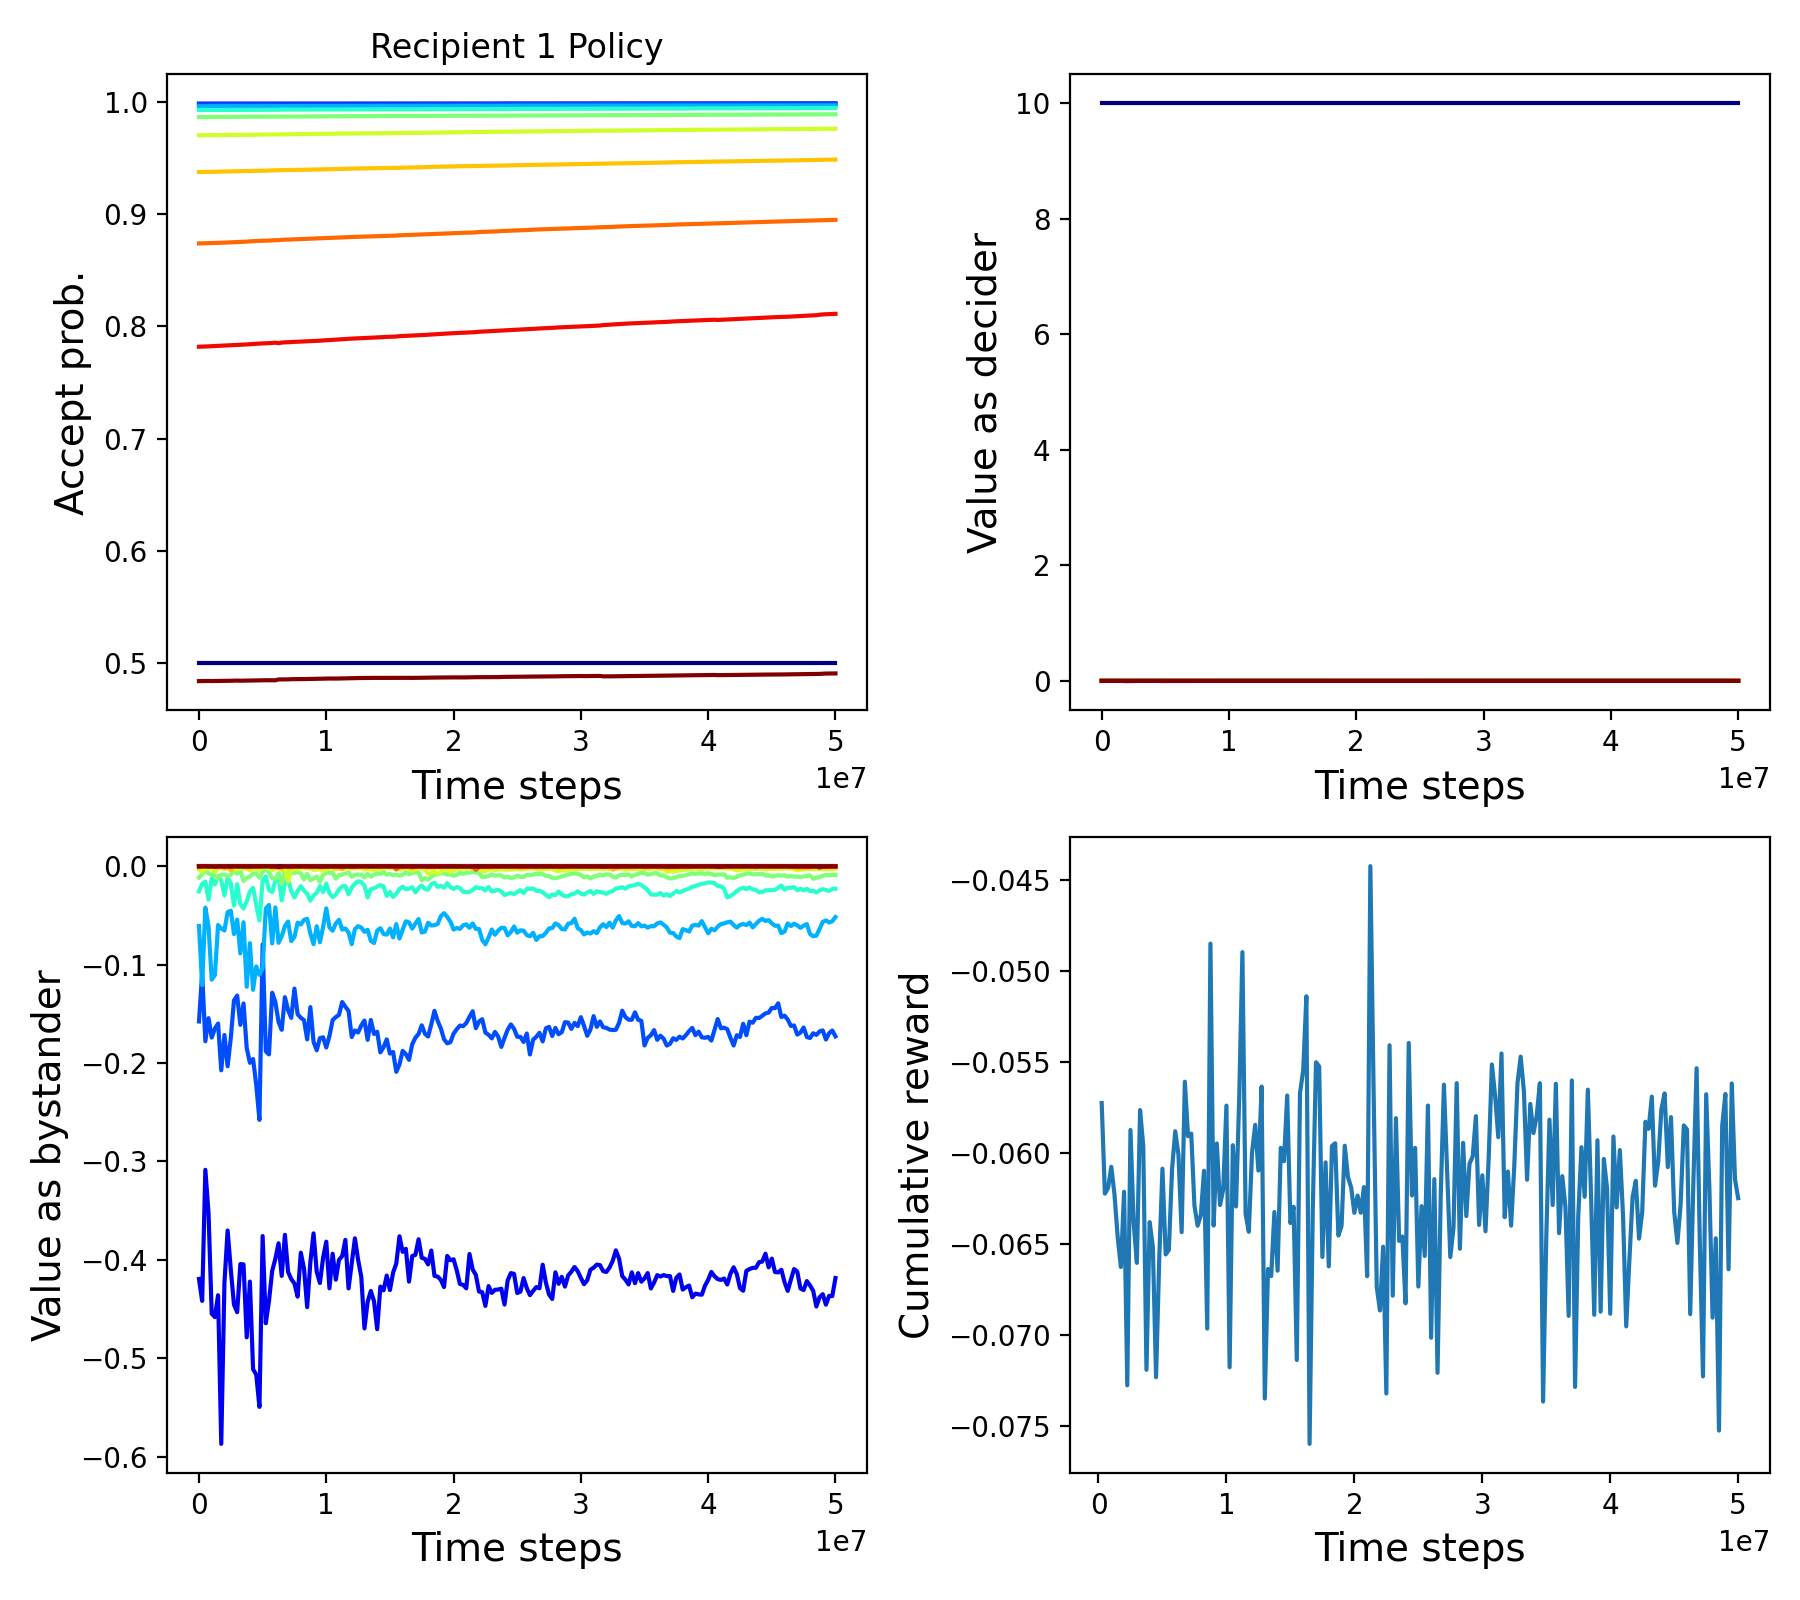 Recipient 1 Policy
Accept prob.
1.0
0.9
0.8
0.7
0.6
0.5
0 1 2 3 4 5
1e7
Time steps
Value as decider
10
8
6
4
2
0
0 1 2 3 4 5
1e7
Time steps
Value as bystander
0.0
−0.1
−0.2
−0.3
−0.4
−0.5
−0.6
0 1 2 3 4 5
1e7
Time steps
Cumulative reward
−0.045
−0.050
−0.055
−0.060
−0.065
−0.070
−0.075
0 1 2 3 4 5
1e7
Time steps